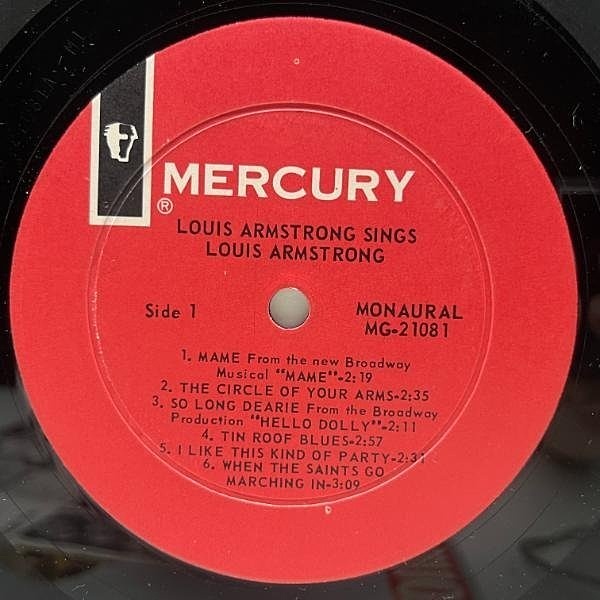 MERCURY
®
LOUIS ARMSTRONG SINGS
LOUIS ARMSTRONG
Side 1
MONAURAL
MG-21081
1. MAME From the new Broadway
Musical "MAME"-2:19
2. THE CIRCLE OF YOUR ARMS-2:35
3. SO LONG DEARIE From the Broadway
Production "HELLO DOLLY"-2:11
4. TIN ROOF BLUES-2:57
5. I LIKE THIS KIND OF PARTY-2:31
6. WHEN THE SAINTS GO
MARCHING IN-3:09